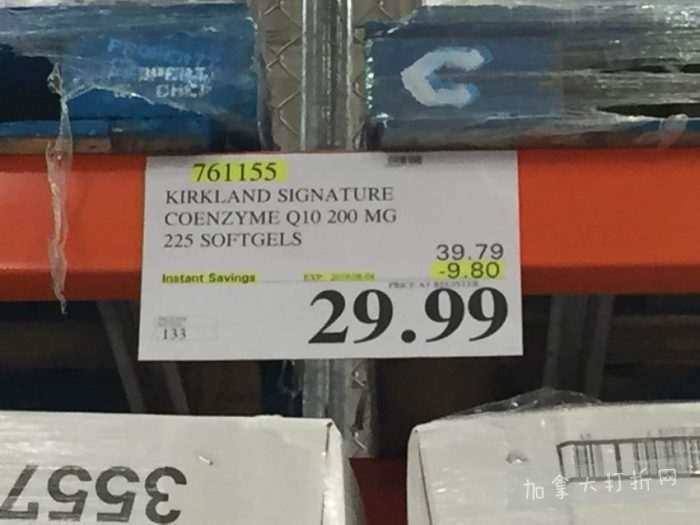 C
761155
KIRKLAND SIGNATURE
COENZYME Q10 200 MG
225 SOFTGELS
39.79
Instant Savings
-9.80
PRICE AT REGISTER
29.99
133
3557
加拿大打折网